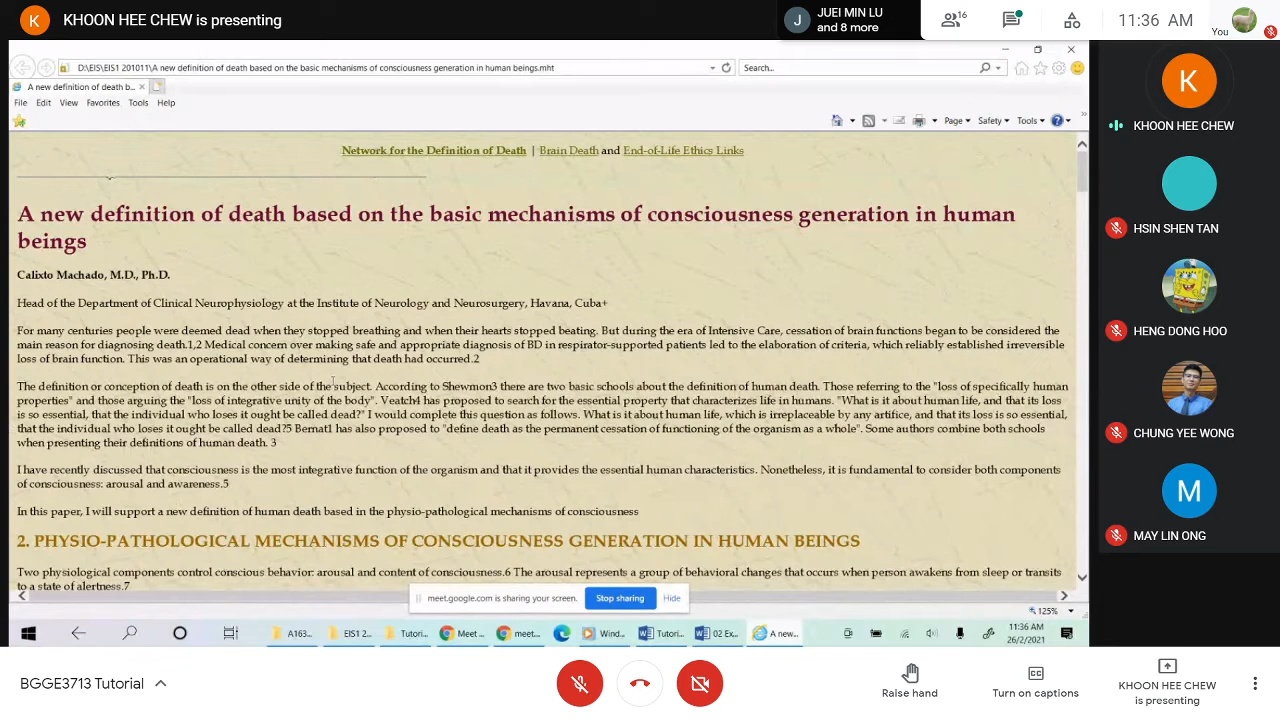 K
KHOON HEE CHEW is presenting
J
JUEI MIN LU
and 8 more
16
11:36 AM
You
D:\EIS\EIS1 201011\A new definition of death based on the basic mechanisms of consciousness generation in human beings.mht
Search...
A new definition of death b...
File Edit View Favorites Tools Help
Page Safety Tools
Network for the Definition of Death | Brain Death and End-of-Life Ethics Links
A new definition of death based on the basic mechanisms of consciousness generation in human
beings
Calixto Machado, M.D., Ph.D.
Head of the Department of Clinical Neurophysiology at the Institute of Neurology and Neurosurgery, Havana, Cuba+
For many centuries people were deemed dead when they stopped breathing and when their hearts stopped beating. But during the era of Intensive Care, cessation of brain functions began to be considered the
main reason for diagnosing death.1,2 Medical concern over making safe and appropriate diagnosis of BD in respirator-supported patients led to the elaboration of criteria, which reliably established irreversible
loss of brain function. This was an operational way of determining that death had occurred.2
The definition or conception of death is on the other side of the subject. According to Shewmon3 there are two basic schools about the definition of human death. Those referring to the "loss of specifically human
properties" and those arguing the "loss of integrative unity of the body". Veatch4 has proposed to search for the essential property that characterizes life in humans. "What is it about human life, and that its loss
is so essential, that the individual who loses it ought be called dead?" I would complete this question as follows. What is it about human life, which is irreplaceable by any artifice, and that its loss is so essential,
that the individual who loses it ought be called dead?5 Bernat1 has also proposed to "define death as the permanent cessation of functioning of the organism as a whole". Some authors combine both schools
when presenting their definitions of human death. 3
I have recently discussed that consciousness is the most integrative function of the organism and that it provides the essential human characteristics. Nonetheless, it is fundamental to consider both components
of consciousness: arousal and awareness.5
In this paper, I will support a new definition of human death based in the physio-pathological mechanisms of consciousness
2. PHYSIO-PATHOLOGICAL MECHANISMS OF CONSCIOUSNESS GENERATION IN HUMAN BEINGS
Two physiological components control conscious behavior: arousal and content of consciousness.6 The arousal represents a group of behavioral changes that occurs when person awakens from sleep or transits
to a state of alertness.7
meet.google.com is sharing your screen. Stop sharing Hide
125%
A163... EIS1 2... Tutori... Meet ... meet... Wind... Tutori... 02 Ex... A new...
11:36 AM
26/2/2021
K
KHOON HEE CHEW
HSIN SHEN TAN
HENG DONG HOO
CHUNG YEE WONG
M
MAY LIN ONG
BGGE3713 Tutorial
Raise hand
Turn on captions
KHOON HEE CHEW
is presenting